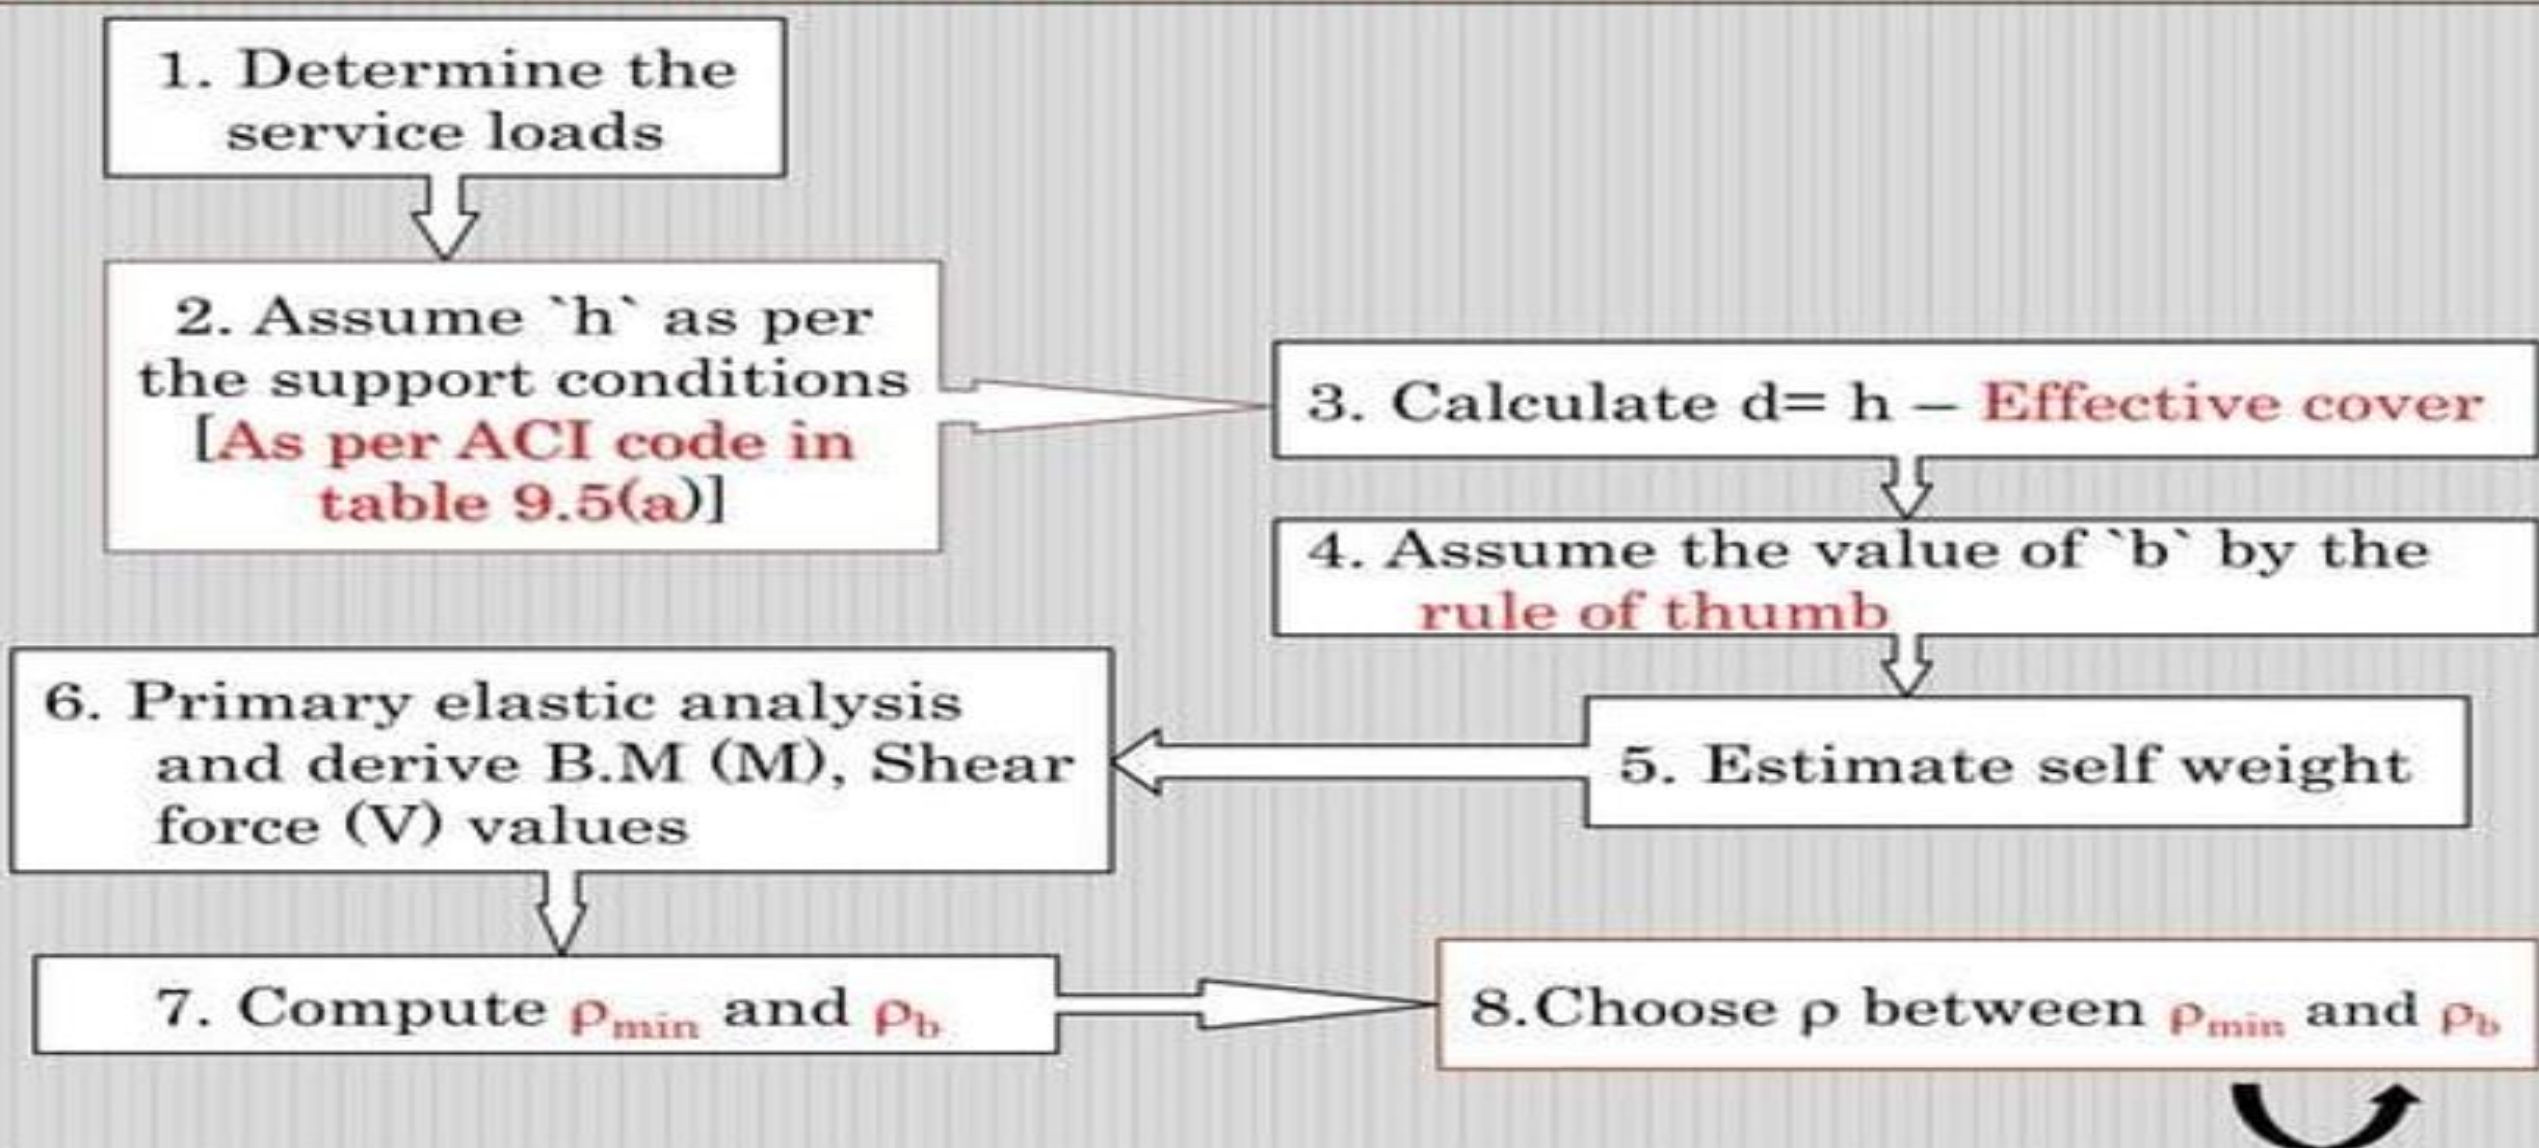 1. Determine the
service loads
2. Assume `h` as per
the support conditions
[As per ACI code in
table 9.5(a)]
3. Calculate d= h – Effective cover
4. Assume the value of `b` by the
rule of thumb
5. Estimate self weight
6. Primary elastic analysis
and derive B.M (M), Shear
force (V) values
7. Compute ρmin and ρb
8.Choose ρ between ρmin and ρb